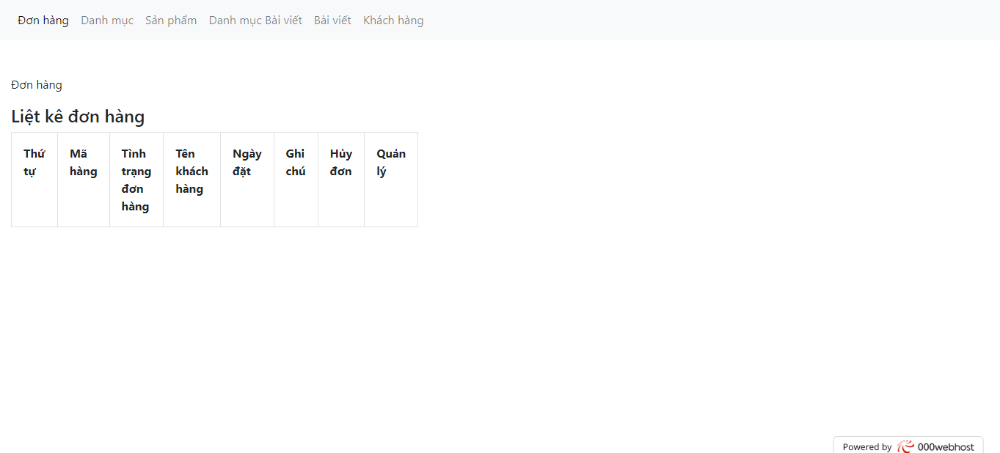 Đơn hàng Danh mục Sản phẩm Danh mục Bài viết Bài viết Khách hàng
Đơn hàng
Liệt kê đơn hàng
Thứ tự
Mã hàng
Tình trạng đơn hàng
Tên khách hàng
Ngày đặt
Ghi chú
Hủy đơn
Quản lý
Powered by 000webhost